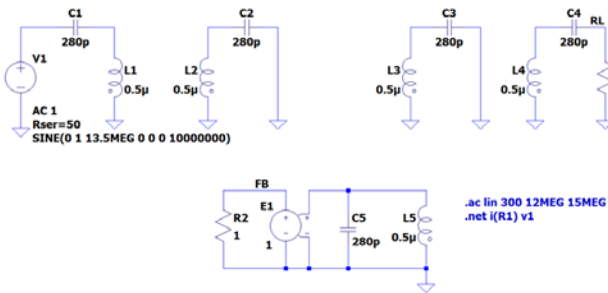 C1
280p
V1
L1
0.5µ
AC 1
Rser=50
SINE(0 1 13.5MEG 0 0 0 10000000)
C2
280p
L2
0.5µ
C3
280p
L3
0.5µ
C4
280p
RL
L4
0.5µ
FB
R2
1
E1
1
C5
280p
L5
0.5µ
.ac lin 300 12MEG 15MEG
.net i(R1) v1